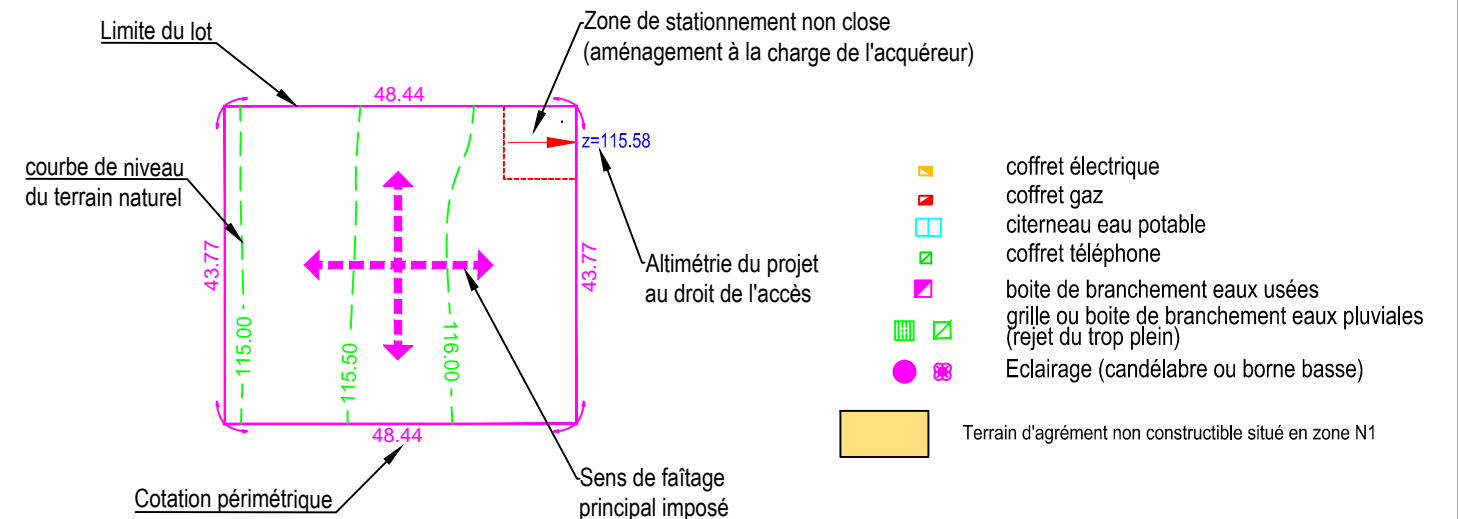 Limite du lot
Zone de stationnement non close
(aménagement à la charge de l'acquéreur)
48.44
z=115.58
courbe de niveau
du terrain naturel
43.77
43.77
115.00
115.50
116.00
Altimétrie du projet
au droit de l'accès
48.44
Cotation périmétrique
Sens de faîtage
principal imposé
coffret électrique
coffret gaz
citerneau eau potable
coffret téléphone
boite de branchement eaux usées
grille ou boite de branchement eaux pluviales
(rejet du trop plein)
Eclairage (candélabre ou borne basse)
Terrain d'agrément non constructible situé en zone N1